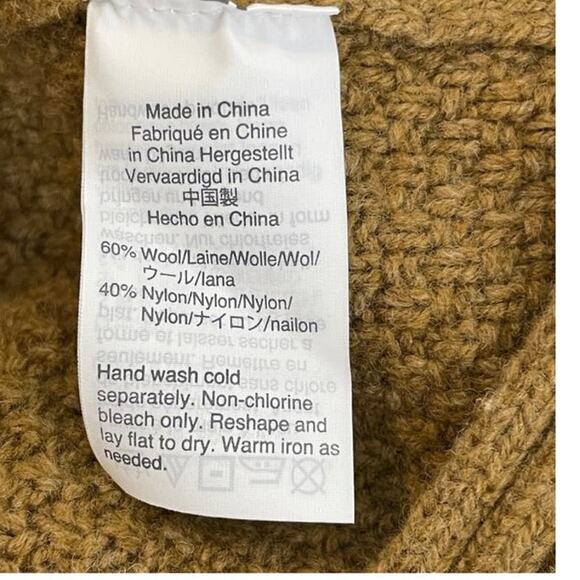 Made in China
Fabriqué en Chine
in China Hergestellt
Vervaardigd in China
中国製
Hecho en China
60% Wool/Laine/Wolle/Wol/
ウール/lana
40% Nylon/Nylon/Nylon/
Nylon/ナイロン/nailon
Hand wash cold
separately. Non-chlorine
bleach only. Reshape and
lay flat to dry. Warm iron as
needed.